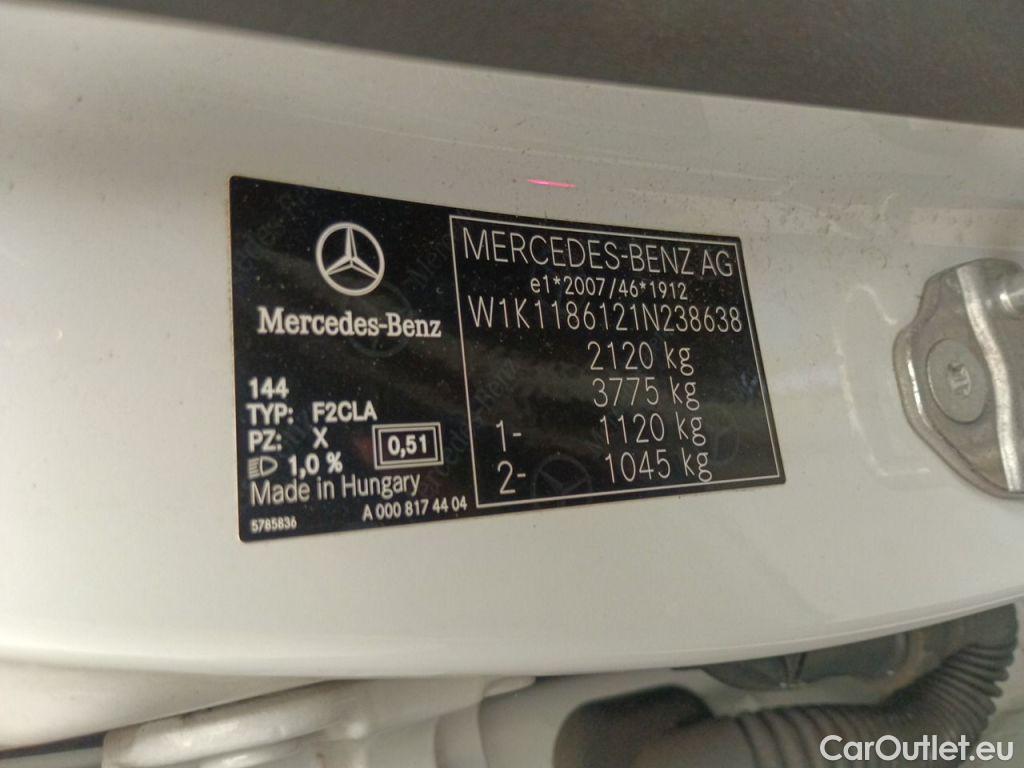 Mercedes-Benz
144
TYP: F2CLA
PZ: X
1,0 %
0,51
Made in Hungary
5785836
A 000 817 44 04
MERCEDES-BENZ AG
e1*2007/46*1912
W1K1186121N238638
2120 kg
3775 kg
1- 1120 kg
2- 1045 kg
CarOutlet.eu